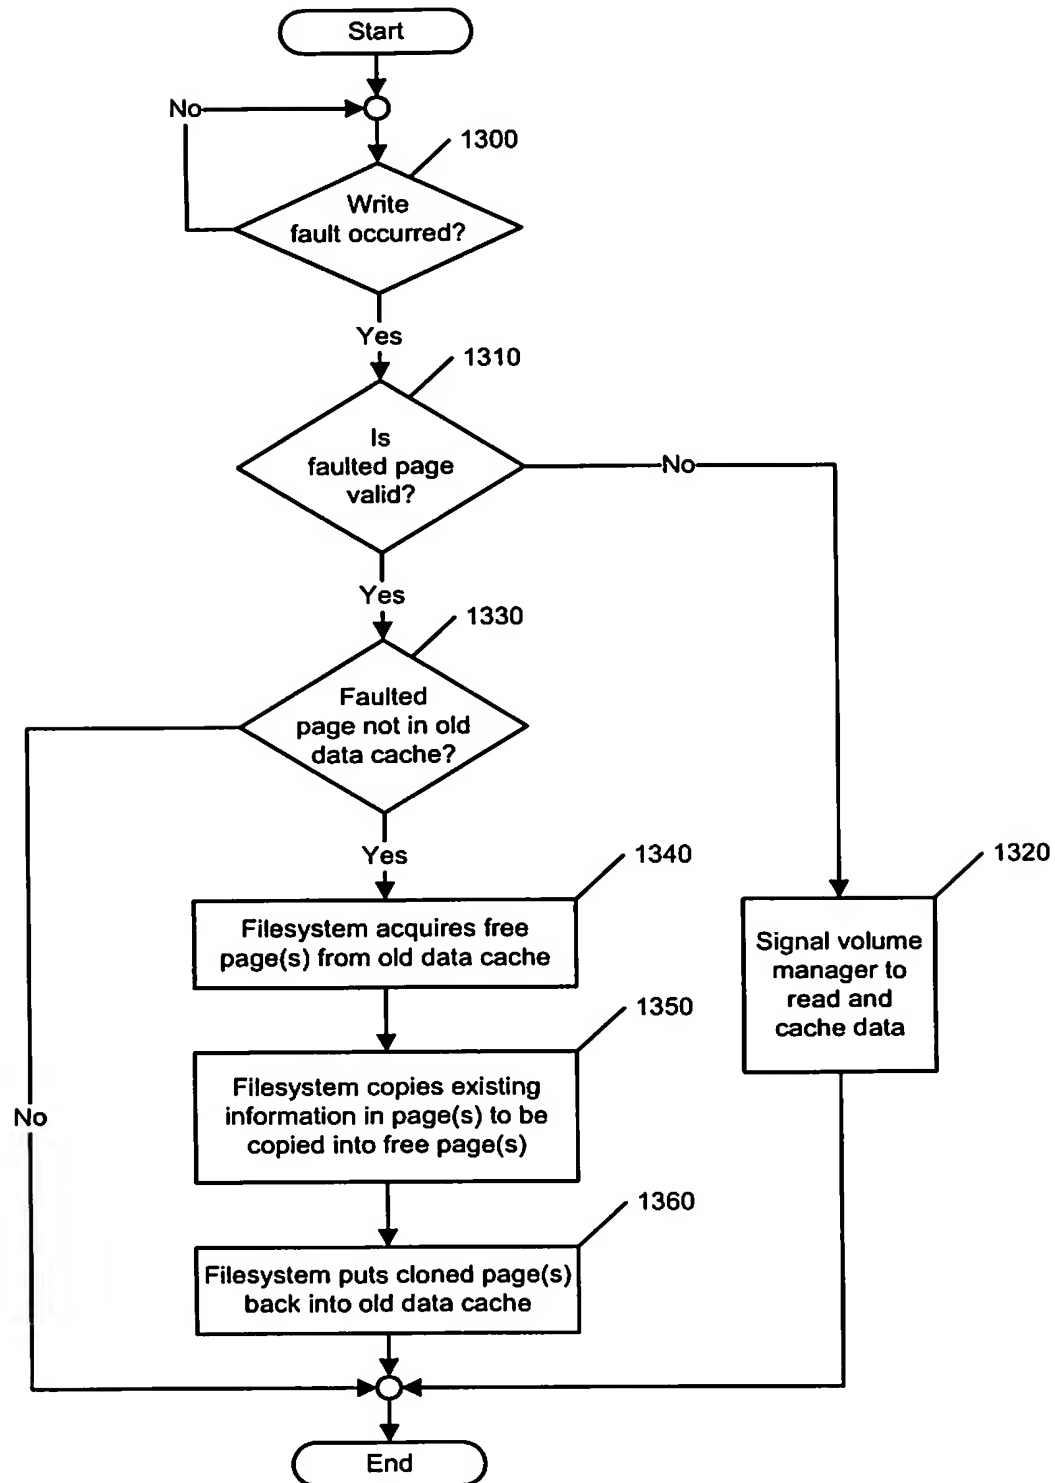 Start
No
1300
Write
fault occurred?
Yes
1310
Is
faulted page
valid?
No
Yes
1330
Faulted
page not in old
data cache?
Yes
1340
1320
Filesystem acquires free
page(s) from old data cache
Signal volume
manager to
read and
cache data
1350
Filesystem copies existing
information in page(s) to be
copied into free page(s)
No
1360
Filesystem puts cloned page(s)
back into old data cache
End